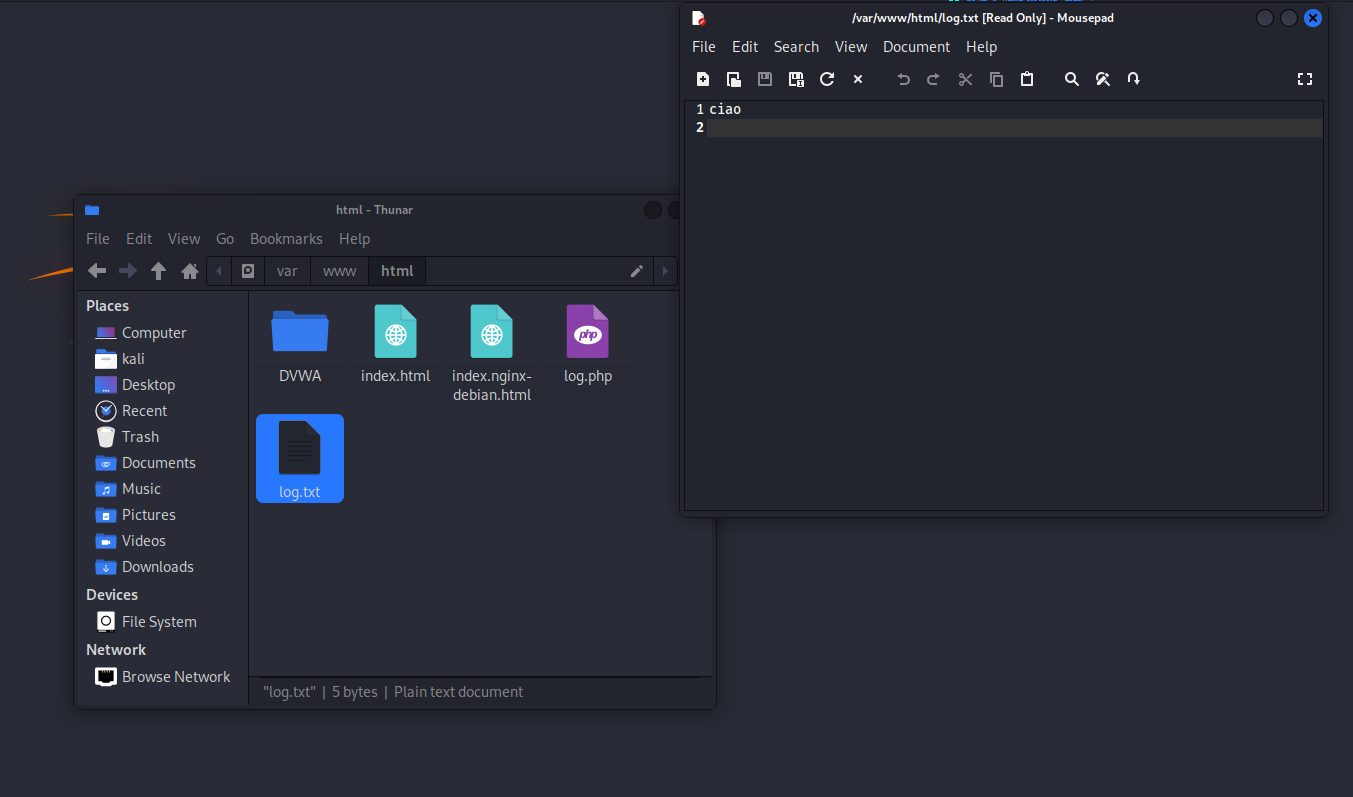 /var/www/html/log.txt [Read Only] - Mousepad
File Edit Search View Document Help
1 ciao
2
html - Thunar
File Edit View Go Bookmarks Help
var www html
Places
Computer
kali
Desktop
Recent
Trash
Documents
Music
Pictures
Videos
Downloads
Devices
File System
Network
Browse Network
DVWA
index.html
index.nginx-
debian.html
php
log.php
log.txt
"log.txt" | 5 bytes | Plain text document